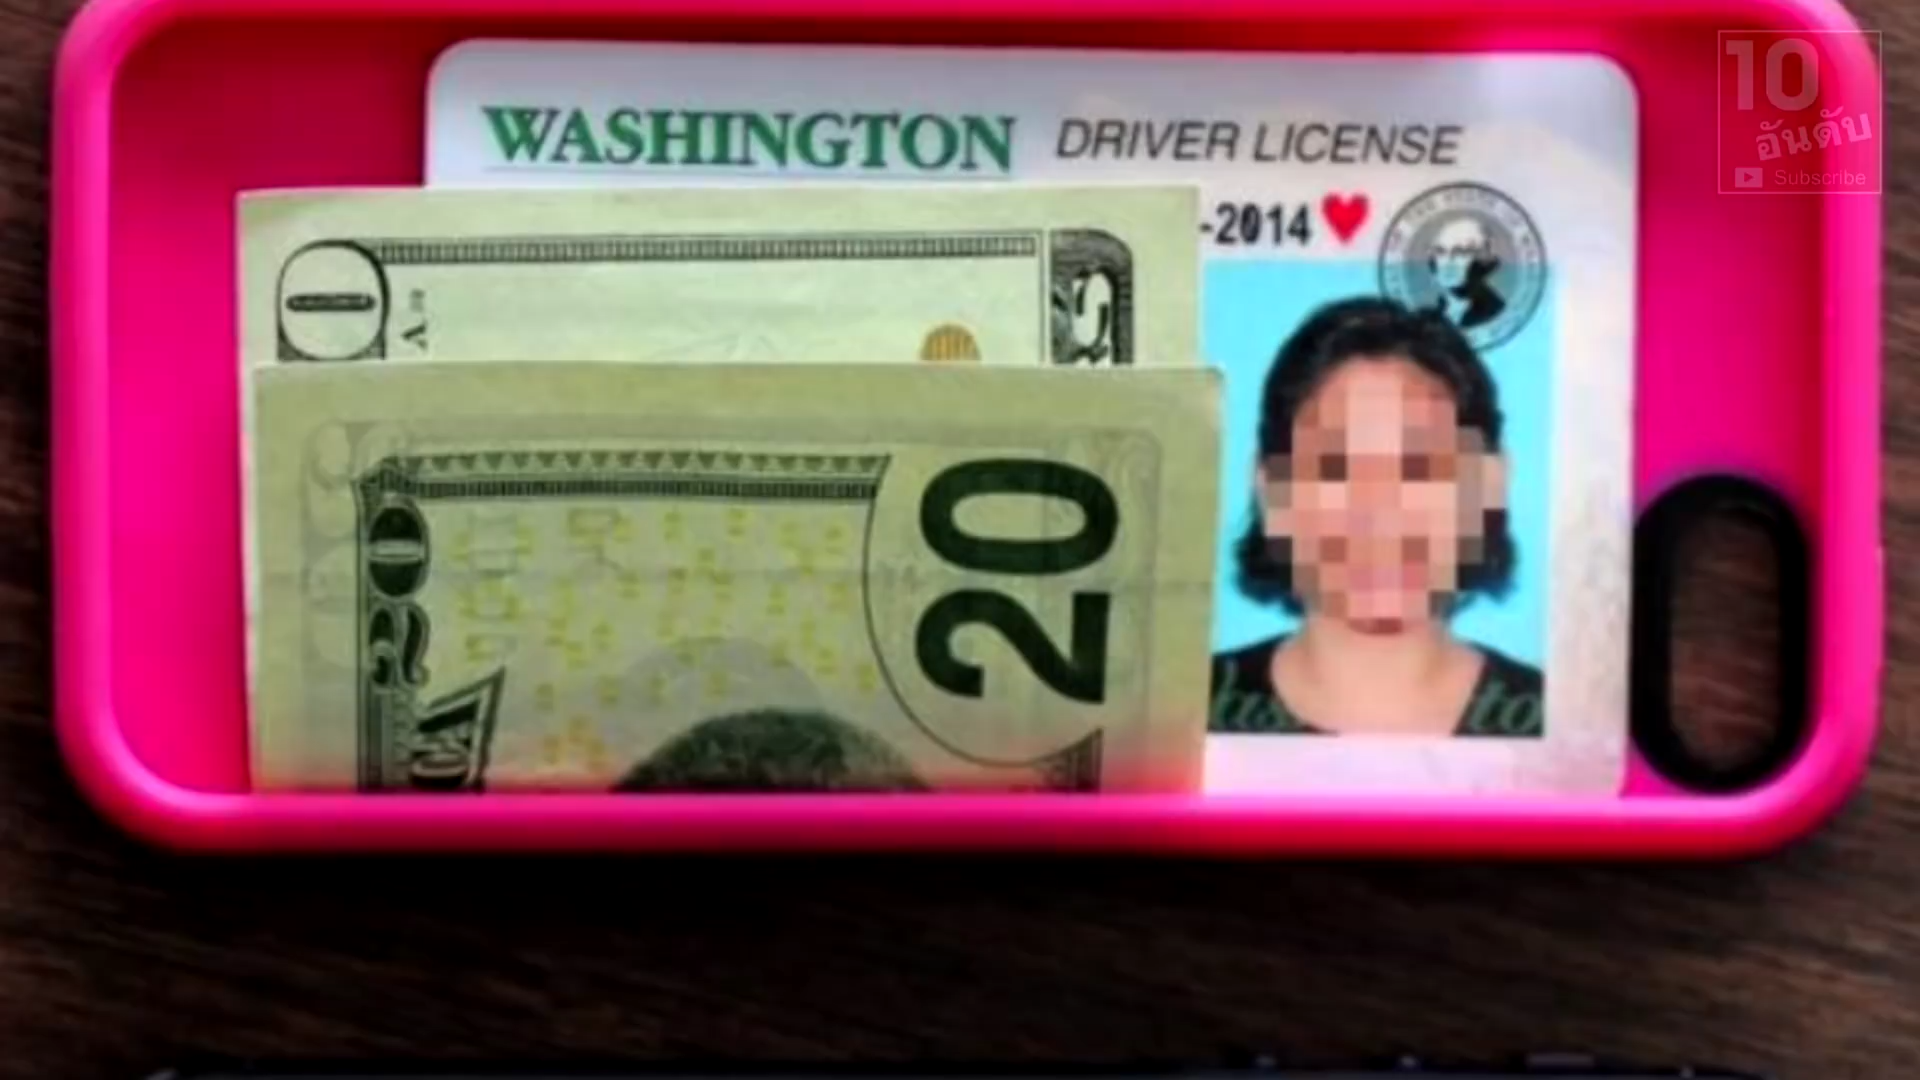 WASHINGTON DRIVER LICENSE
-2014
20
10
อันดับ
Subscribe